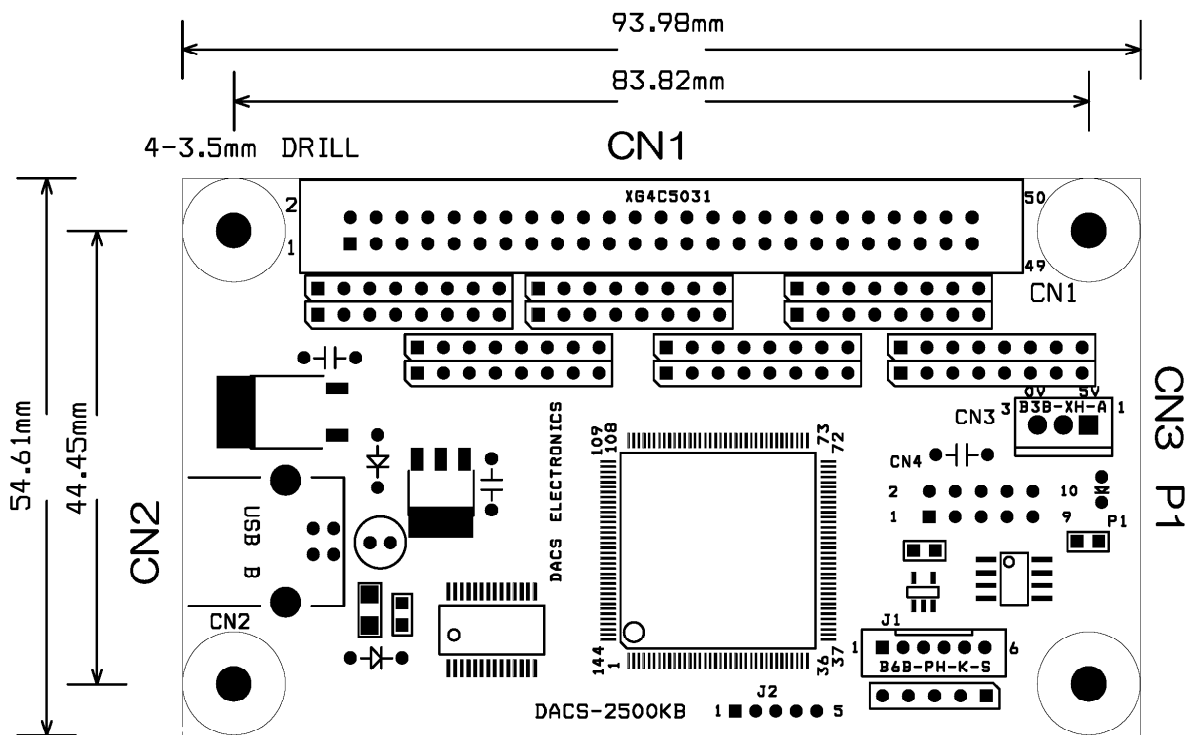 93.98mm
83.82mm
4-3.5mm DRILL
CN1
XG4C5031
2
50
1
49
CN1
54.61mm
44.45mm
0V 5V
3 B3B-XH-A 1
CN3
CN3 P1
109
108
73
72
CN4
2
10
1
9
P1
DACS ELECTRONICS
CN2
USB B
CN2
J1
1
6
B6B-PH-K-S
144
1
36
37
J2
DACS-2500KB
1
5